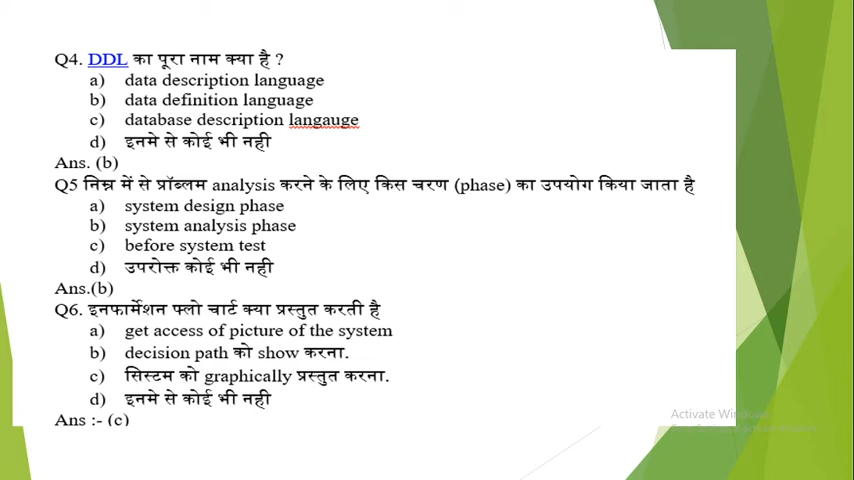 Q4. DDL का पूरा नाम क्या है ?
a) data description language
b) data definition language
c) database description langauge
d) इनमे से कोई भी नही
Ans. (b)
Q5 निम्न में से प्रॉब्लम analysis करने के लिए किस चरण (phase) का उपयोग किया जाता है
a) system design phase
b) system analysis phase
c) before system test
d) उपरोक्त कोई भी नही
Ans.(b)
Q6. इनफार्मेशन फ्लो चार्ट क्या प्रस्तुत करती है
a) get access of picture of the system
b) decision path को show करना.
c) सिस्टम को graphically प्रस्तुत करना.
d) इनमे से कोई भी नही
Ans :- (c)
Activate Windows